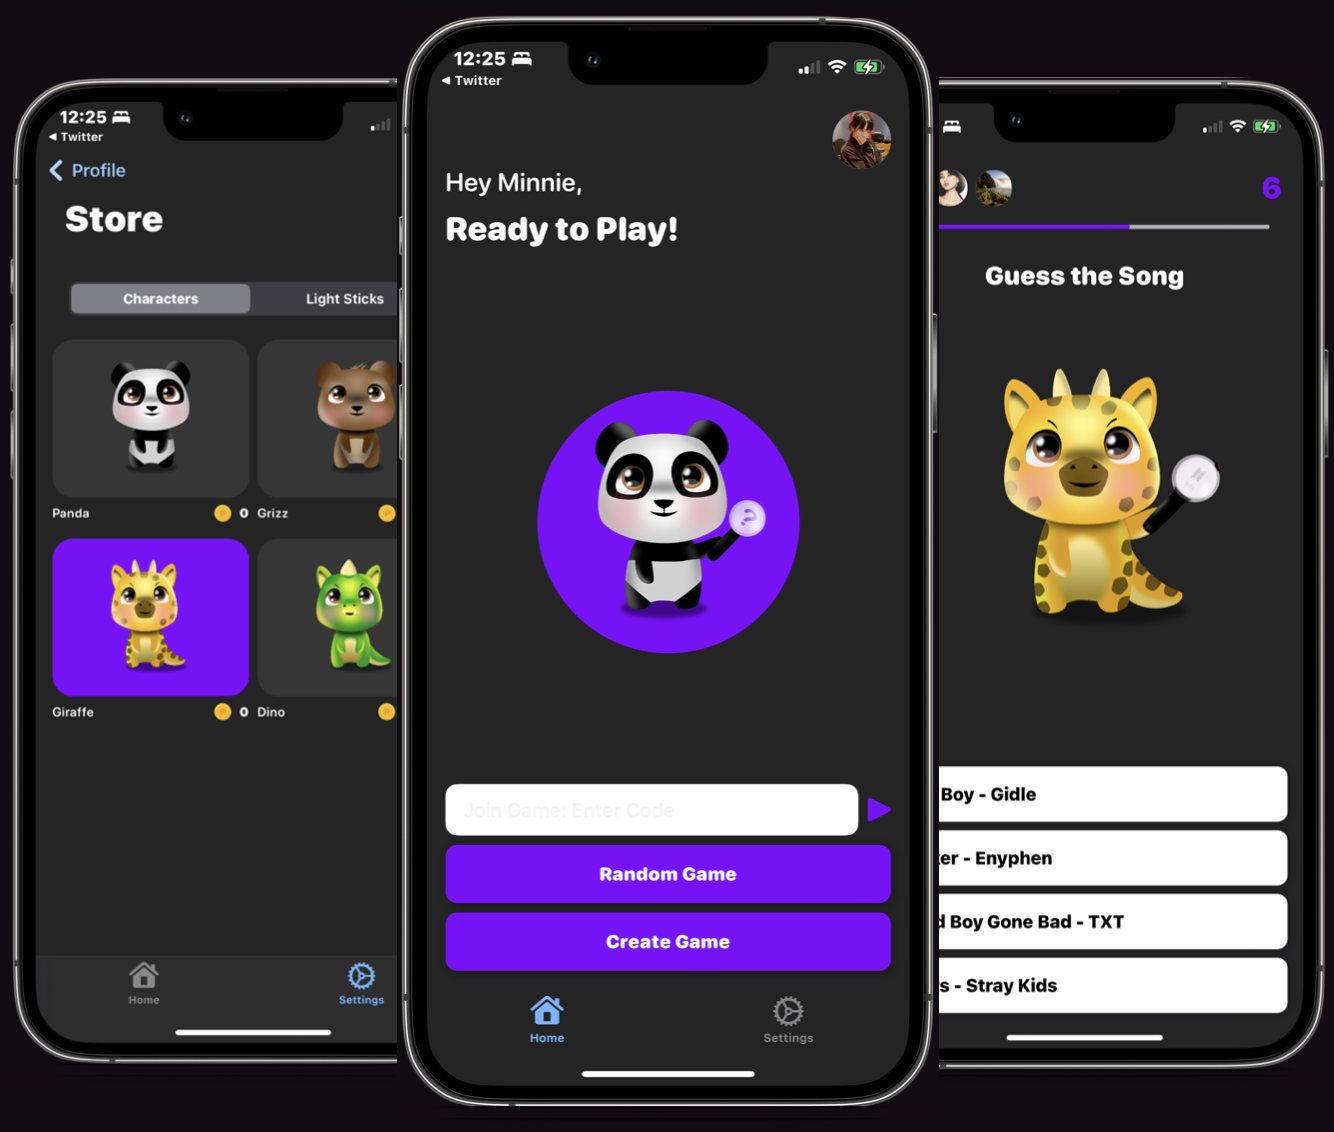 12:25
◀ Twitter
Profile
Store
Characters
Light Sticks
Panda
0
Grizz
Giraffe
0
Dino
Home
Settings
12:25
◀ Twitter
Hey Minnie,
Ready to Play!
?
Join Game: Enter Code
Random Game
Create Game
Home
Settings
6
Guess the Song
Boy - Gidle
er - Enyphen
d Boy Gone Bad - TXT
s - Stray Kids